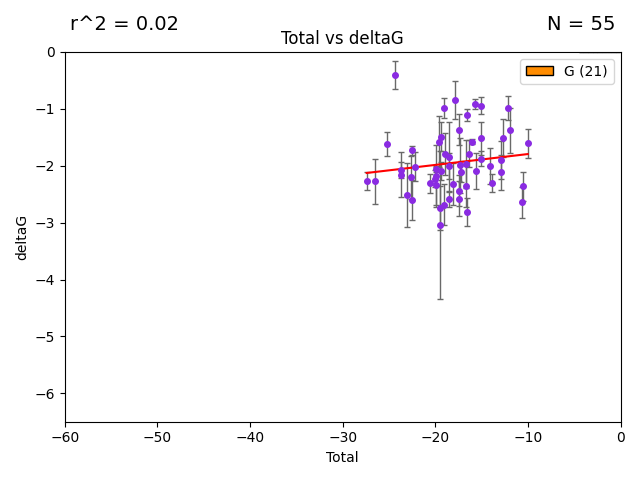 r^2 = 0.02
N = 55
Total vs deltaG
G (21)
0
−1
−2
−3
−4
−5
−6
deltaG
−60
−50
−40
−30
−20
−10
0
Total